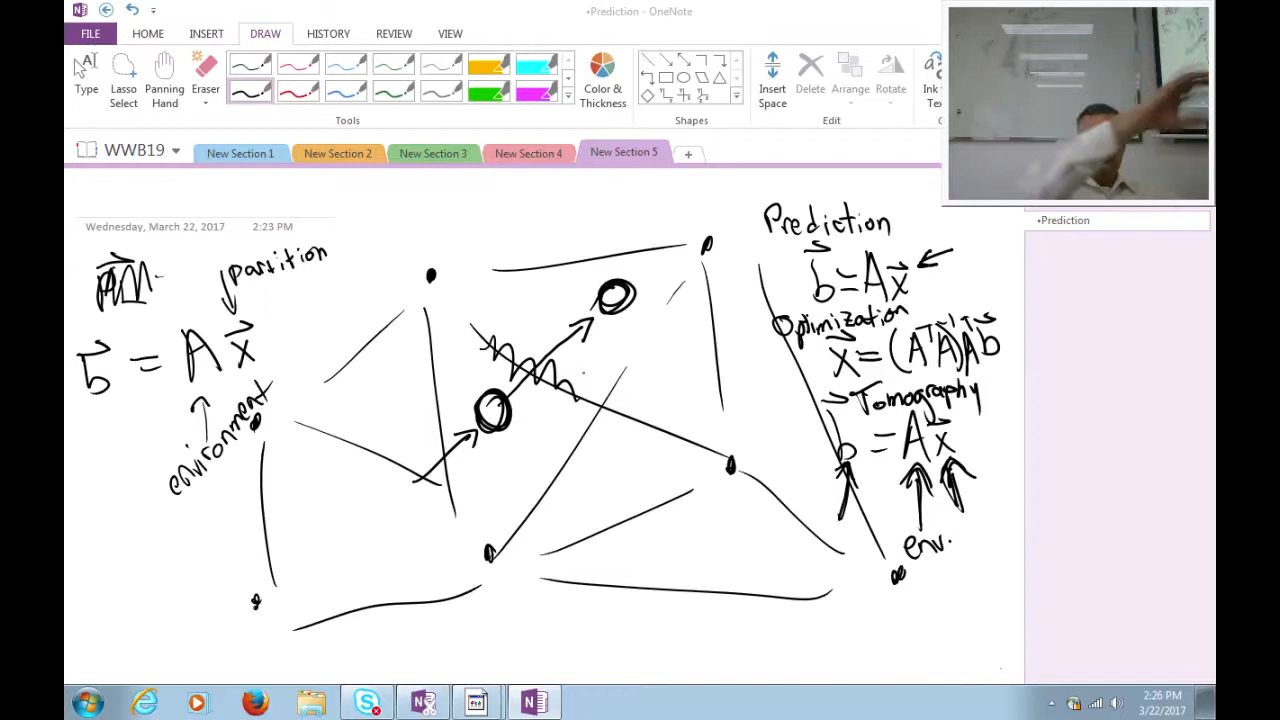 •Prediction - OneNote
FILE HOME INSERT DRAW HISTORY REVIEW VIEW
Type
Lasso Select
Panning Hand
Eraser
Color & Thickness
Insert Space
Delete Arrange Rotate
Tools Shapes Edit
WWB19 New Section 1 New Section 2 New Section 3 New Section 4 New Section 5 +
•Prediction
Wednesday, March 22, 2017 2:23 PM
Partition
b = A x
environment
Prediction
b = A x
Optimization
x = (AᵀA)⁻¹Aᵀb
Tomography
b = A x
env.
2:26 PM
3/22/2017